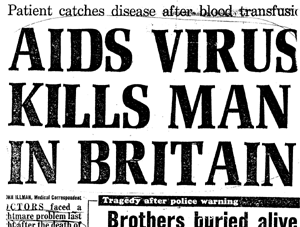 Patient catches disease after blood transfusi
AIDS VIRUS
KILLS MAN
IN BRITAIN
ILLMAN, Medical Correspondent
CTORS faced a
htmare problem last
ht after the death of
Tragedy after police warning
Brothers buried alive